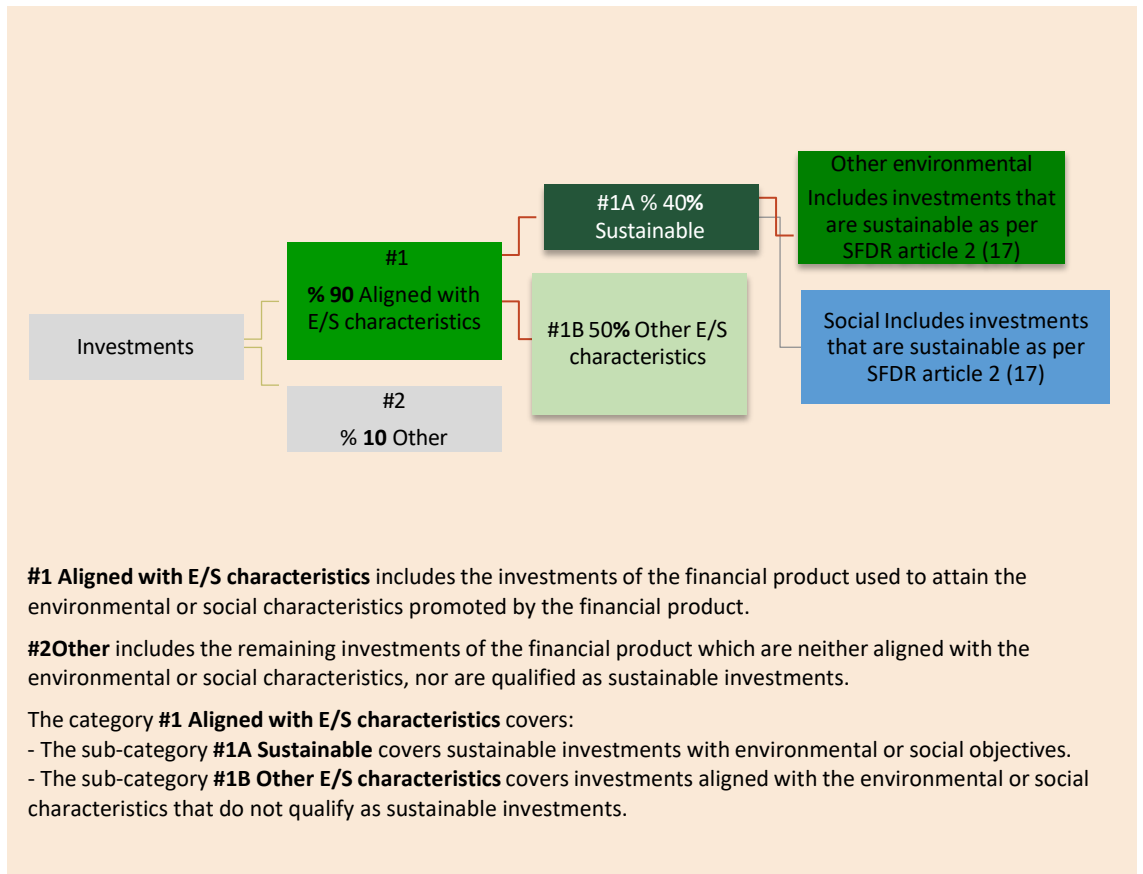 Investments
#1
% 90 Aligned with
E/S characteristics
#2
% 10 Other
#1A % 40%
Sustainable
#1B 50% Other E/S
characteristics
Other environmental
Includes investments that
are sustainable as per
SFDR article 2 (17)
Social Includes investments
that are sustainable as per
SFDR article 2 (17)
#1 Aligned with E/S characteristics includes the investments of the financial product used to attain the
environmental or social characteristics promoted by the financial product.
#2Other includes the remaining investments of the financial product which are neither aligned with the
environmental or social characteristics, nor are qualified as sustainable investments.
The category #1 Aligned with E/S characteristics covers:
- The sub-category #1A Sustainable covers sustainable investments with environmental or social objectives.
- The sub-category #1B Other E/S characteristics covers investments aligned with the environmental or social
characteristics that do not qualify as sustainable investments.